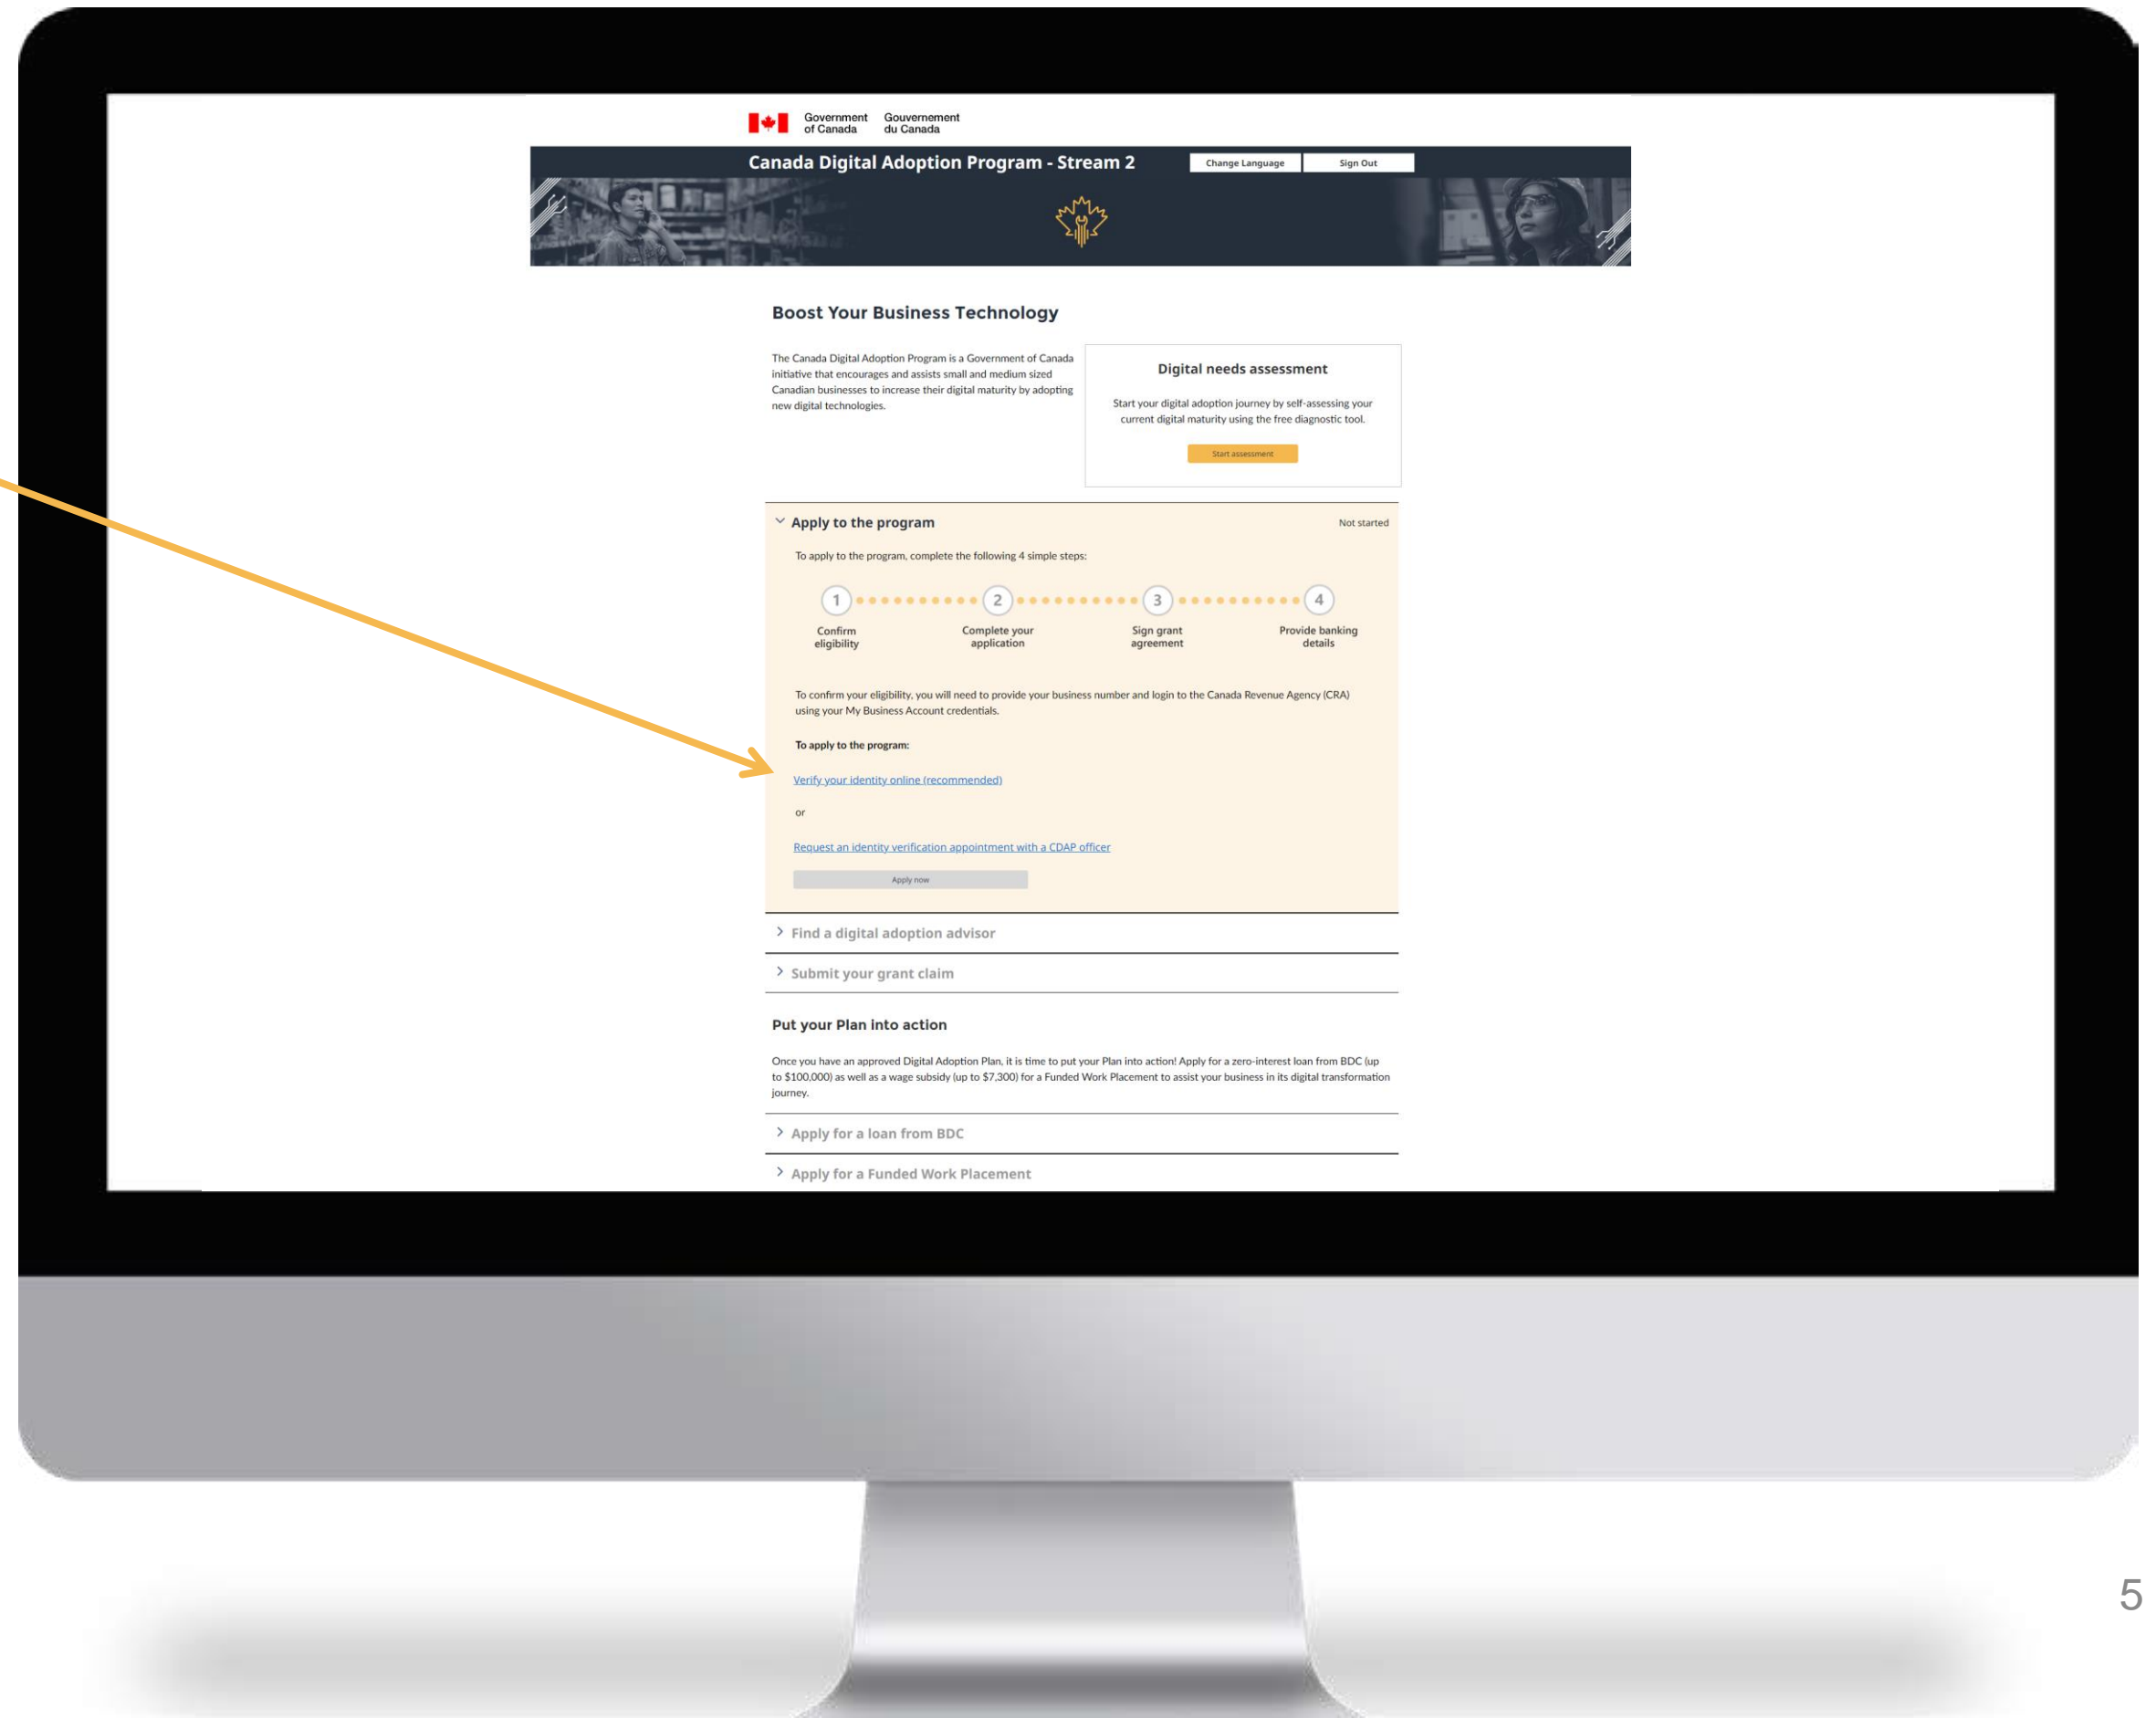 Government Gouvernement
of Canada du Canada
Canada Digital Adoption Program - Stream 2
Change Language
Sign Out
Boost Your Business Technology
The Canada Digital Adoption Program is a Government of Canada
initiative that encourages and assists small and medium sized
Canadian businesses to increase their digital maturity by adopting
new digital technologies.
Digital needs assessment
Start your digital adoption journey by self-assessing your
current digital maturity using the free diagnostic tool.
Start assessment
Apply to the program
Not started
To apply to the program, complete the following 4 simple steps:
1 2 3 4
Confirm
eligibility
Complete your
application
Sign grant
agreement
Provide banking
details
To confirm your eligibility, you will need to provide your business number and login to the Canada Revenue Agency (CRA)
using your My Business Account credentials.
To apply to the program:
Verify your identity online (recommended)
or
Request an identity verification appointment with a CDAP officer
Apply now
Find a digital adoption advisor
Submit your grant claim
Put your Plan into action
Once you have an approved Digital Adoption Plan, it is time to put your Plan into action! Apply for a zero-interest loan from BDC (up
to $100,000) as well as a wage subsidy (up to $7,300) for a Funded Work Placement to assist your business in its digital transformation
journey.
Apply for a loan from BDC
Apply for a Funded Work Placement
5